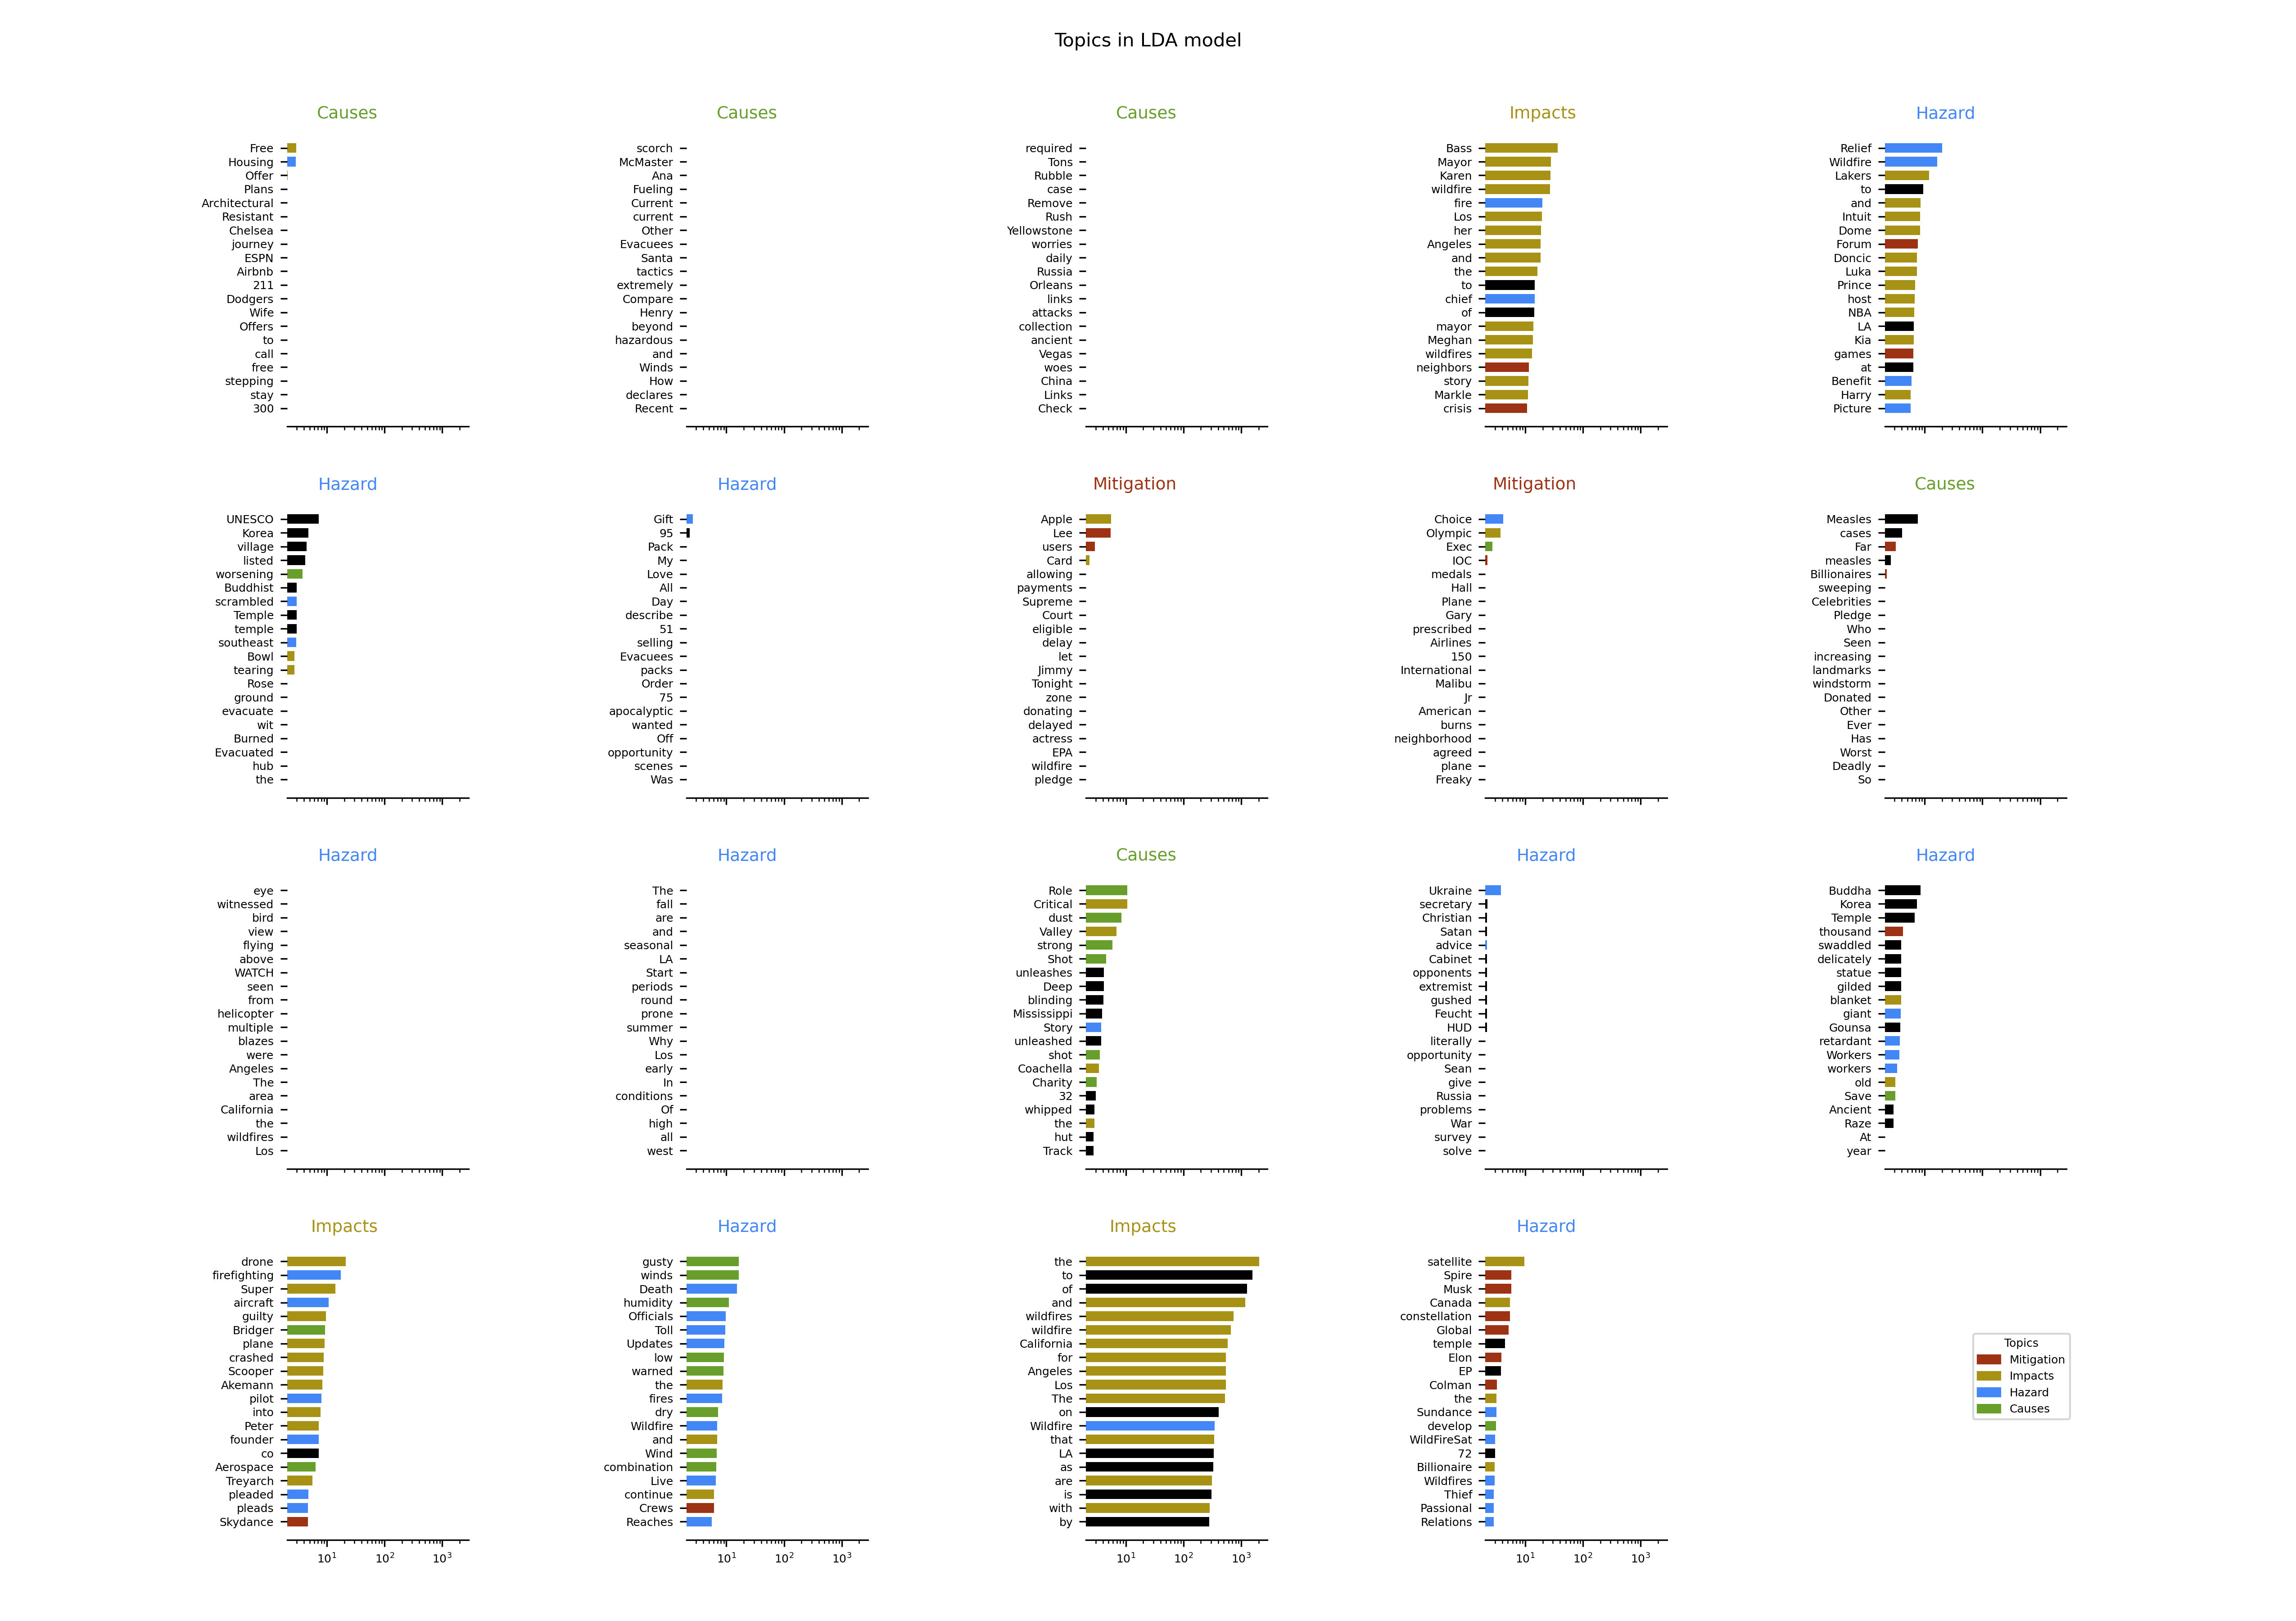 Topics in LDA model
Causes
Free
Housing
Offer
Plans
Architectural
Resistant
Chelsea
journey
ESPN
Airbnb
211
Dodgers
Wife
Offers
to
call
free
stepping
stay
300
Causes
scorch
McMaster
Ana
Fueling
Current
current
Other
Evacuees
Santa
tactics
extremely
Compare
Henry
beyond
hazardous
and
Winds
How
declares
Recent
Causes
required
Tons
Rubble
case
Remove
Rush
Yellowstone
worries
daily
Russia
Orleans
links
attacks
collection
ancient
Vegas
woes
China
Links
Check
Impacts
Bass
Mayor
Karen
wildfire
fire
Los
her
Angeles
and
the
to
chief
of
mayor
Meghan
wildfires
neighbors
story
Markle
crisis
Hazard
Relief
Wildfire
Lakers
to
and
Intuit
Dome
Forum
Doncic
Luka
Prince
host
NBA
LA
Kia
games
at
Benefit
Harry
Picture
Hazard
UNESCO
Korea
village
listed
worsening
Buddhist
scrambled
Temple
temple
southeast
Bowl
tearing
Rose
ground
evacuate
wit
Burned
Evacuated
hub
the
Hazard
Gift
95
Pack
My
Love
All
Day
describe
51
selling
Evacuees
packs
Order
75
apocalyptic
wanted
Off
opportunity
scenes
Was
Mitigation
Apple
Lee
users
Card
allowing
payments
Supreme
Court
eligible
delay
let
Jimmy
Tonight
zone
donating
delayed
actress
EPA
wildfire
pledge
Mitigation
Choice
Olympic
Exec
IOC
medals
Hall
Plane
Gary
prescribed
Airlines
150
International
Malibu
Jr
American
burns
neighborhood
agreed
plane
Freaky
Causes
Measles
cases
Far
measles
Billionaires
sweeping
Celebrities
Pledge
Who
Seen
increasing
landmarks
windstorm
Donated
Other
Ever
Has
Worst
Deadly
So
Hazard
eye
witnessed
bird
view
flying
above
WATCH
seen
from
helicopter
multiple
blazes
were
Angeles
The
area
California
the
wildfires
Los
Hazard
The
fall
are
and
seasonal
LA
Start
periods
round
prone
summer
Why
Los
early
In
conditions
Of
high
all
west
Causes
Role
Critical
dust
Valley
strong
Shot
unleashes
Deep
blinding
Mississippi
Story
unleashed
shot
Coachella
Charity
32
whipped
the
hut
Track
Hazard
Ukraine
secretary
Christian
Satan
advice
Cabinet
opponents
extremist
gushed
Feucht
HUD
literally
opportunity
Sean
give
Russia
problems
War
survey
solve
Hazard
Buddha
Korea
Temple
thousand
swaddled
delicately
statue
gilded
blanket
giant
Gounsa
retardant
Workers
workers
old
Save
Ancient
Raze
At
year
Impacts
drone
firefighting
Super
aircraft
guilty
Bridger
plane
crashed
Scooper
Akemann
pilot
into
Peter
founder
co
Aerospace
Treyarch
pleaded
pleads
Skydance
10¹ 10² 10³
Hazard
gusty
winds
Death
humidity
Officials
Toll
Updates
low
warned
the
fires
dry
Wildfire
and
Wind
combination
Live
continue
Crews
Reaches
10¹ 10² 10³
Impacts
the
to
of
and
wildfires
wildfire
California
for
Angeles
Los
The
on
Wildfire
that
LA
as
are
is
with
by
10¹ 10² 10³
Hazard
satellite
Spire
Musk
Canada
constellation
Global
temple
Elon
EP
Colman
the
Sundance
develop
WildFireSat
72
Billionaire
Wildfires
Thief
Passional
Relations
10¹ 10² 10³
Topics
Mitigation
Impacts
Hazard
Causes